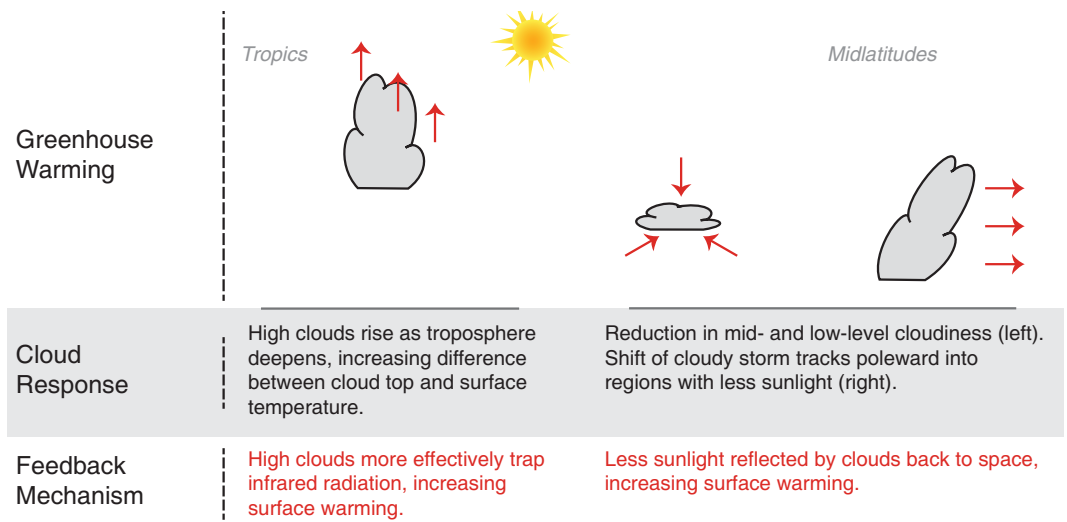 Tropics
Midlatitudes
Greenhouse
Warming
Cloud
Response
High clouds rise as troposphere
deepens, increasing difference
between cloud top and surface
temperature.
Reduction in mid- and low-level cloudiness (left).
Shift of cloudy storm tracks poleward into
regions with less sunlight (right).
Feedback
Mechanism
High clouds more effectively trap
infrared radiation, increasing
surface warming.
Less sunlight reflected by clouds back to space,
increasing surface warming.